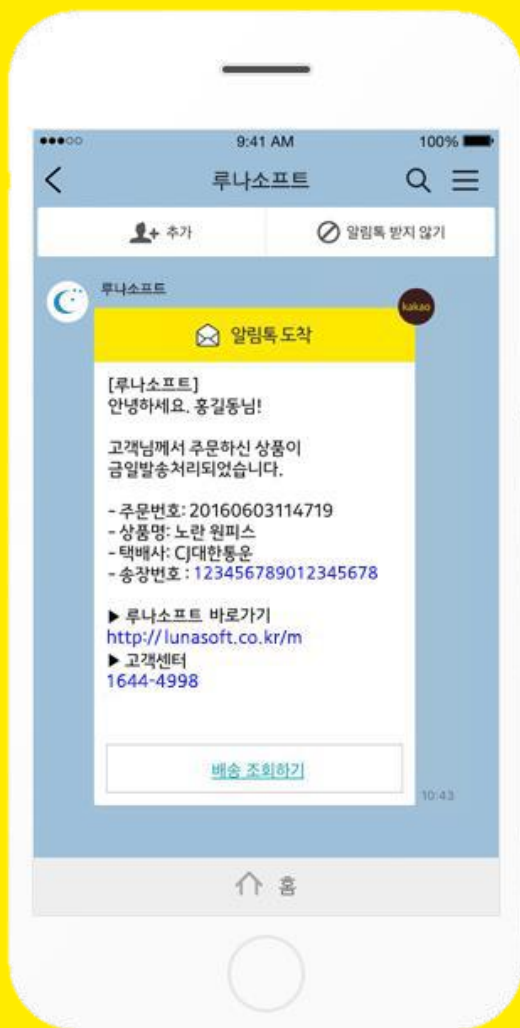 9:41 AM 100%
루나소프트
추가 알림톡 받지 않기
루나소프트
kakao
알림톡 도착
[루나소프트]
안녕하세요. 홍길동님!
고객님께서 주문하신 상품이
금일발송처리되었습니다.
- 주문번호: 20160603114719
- 상품명: 노란 원피스
- 택배사: CJ대한통운
- 송장번호 : 123456789012345678
▶ 루나소프트 바로가기
http://lunasoft.co.kr/m
▶ 고객센터
1644-4998
배송 조회하기
10:43
홈